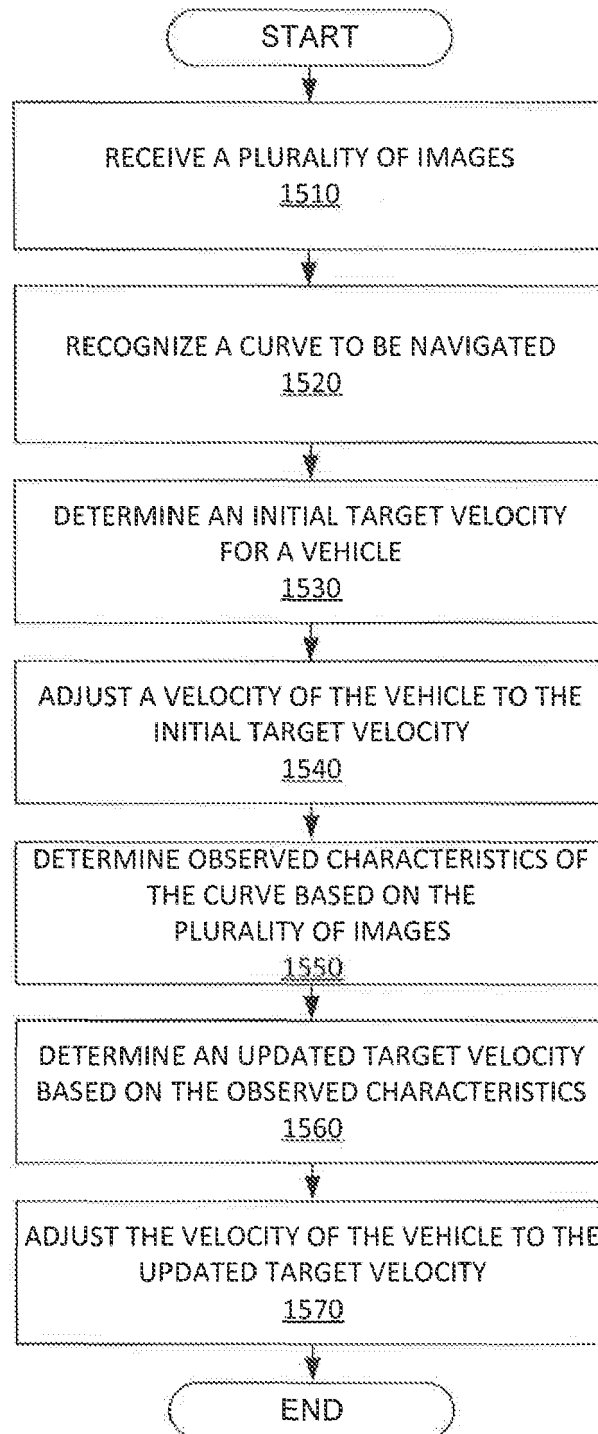 START
RECEIVE A PLURALITY OF IMAGES
1510
RECOGNIZE A CURVE TO BE NAVIGATED
1520
DETERMINE AN INITIAL TARGET VELOCITY
FOR A VEHICLE
1530
ADJUST A VELOCITY OF THE VEHICLE TO THE
INITIAL TARGET VELOCITY
1540
DETERMINE OBSERVED CHARACTERISTICS OF
THE CURVE BASED ON THE
PLURALITY OF IMAGES
1550
DETERMINE AN UPDATED TARGET VELOCITY
BASED ON THE OBSERVED CHARACTERISTICS
1560
ADJUST THE VELOCITY OF THE VEHICLE TO THE
UPDATED TARGET VELOCITY
1570
END